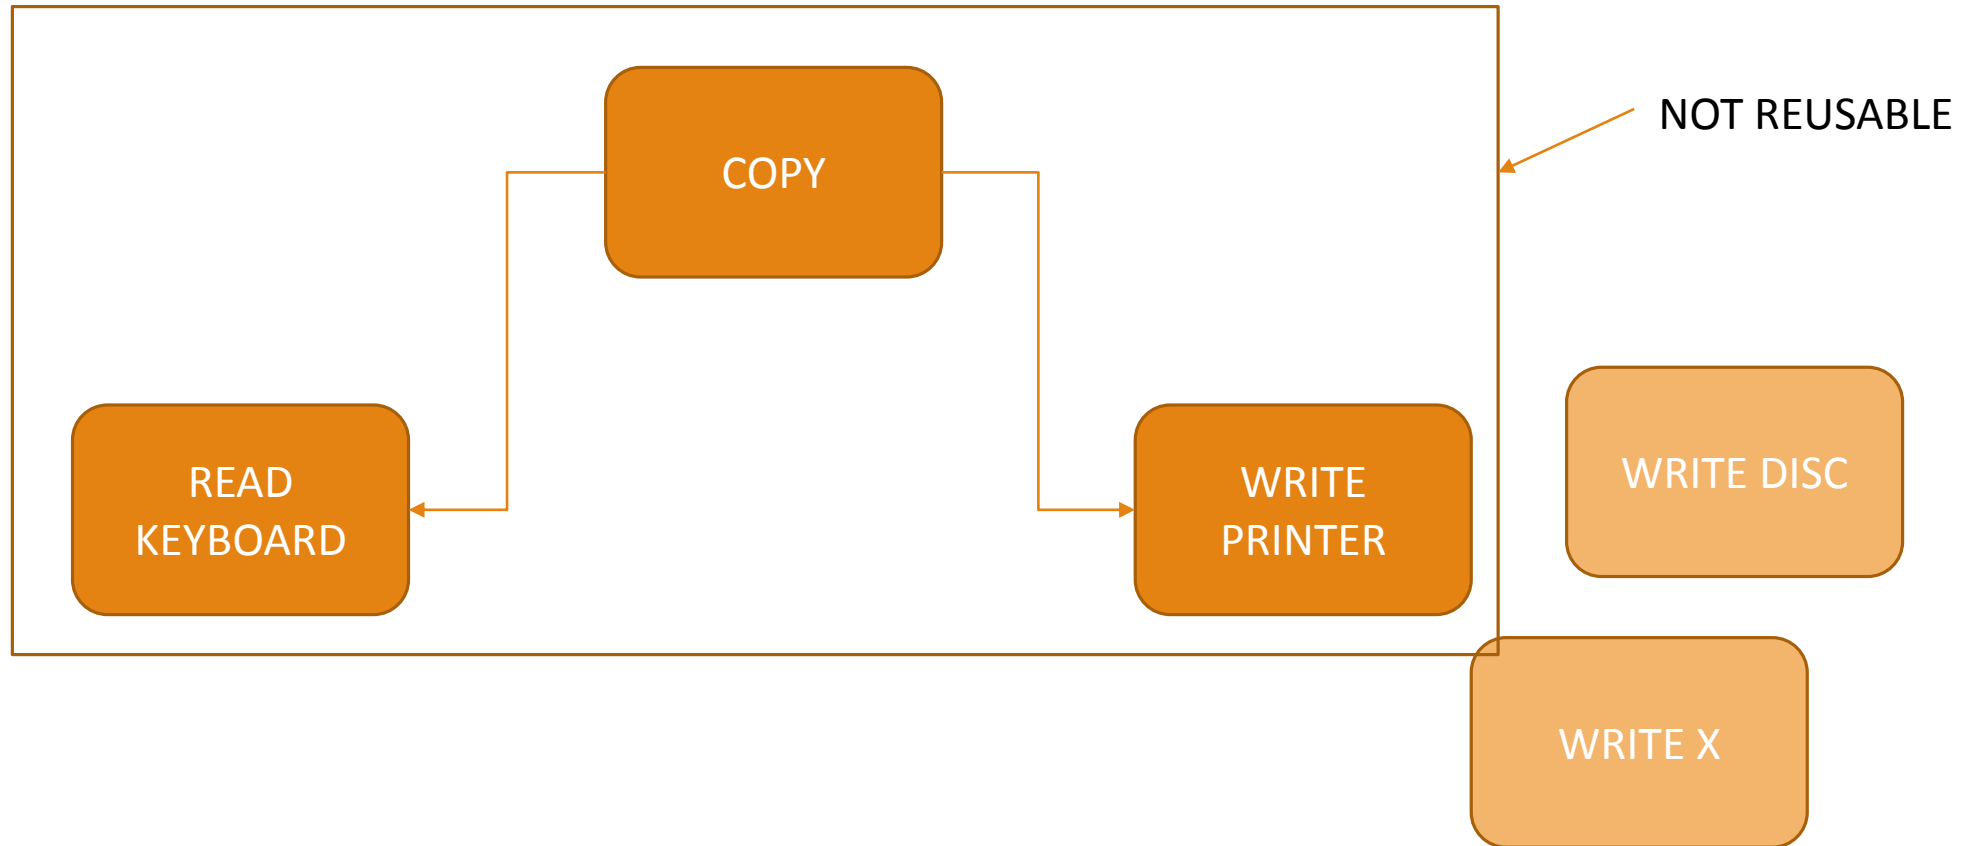 COPY
NOT REUSABLE
READ
KEYBOARD
WRITE
PRINTER
WRITE DISC
WRITE X